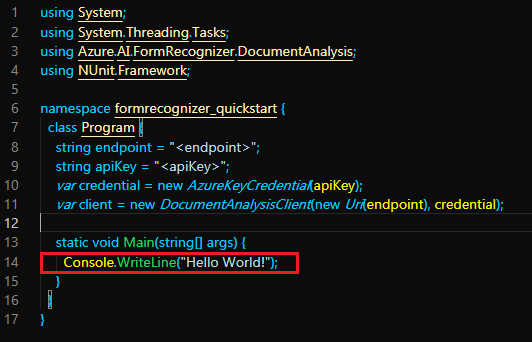 1 using System;
2 using System.Threading.Tasks;
3 using Azure.AI.FormRecognizer.DocumentAnalysis;
4 using NUnit.Framework;
5
6 namespace formrecognizer_quickstart {
7 class Program {
8 string endpoint = "<endpoint>";
9 string apiKey = "<apiKey>";
10 var credential = new AzureKeyCredential(apiKey);
11 var client = new DocumentAnalysisClient(new Uri(endpoint), credential);
12
13 static void Main(string[] args) {
14 Console.WriteLine("Hello World!");
15 }
16 }
17 }